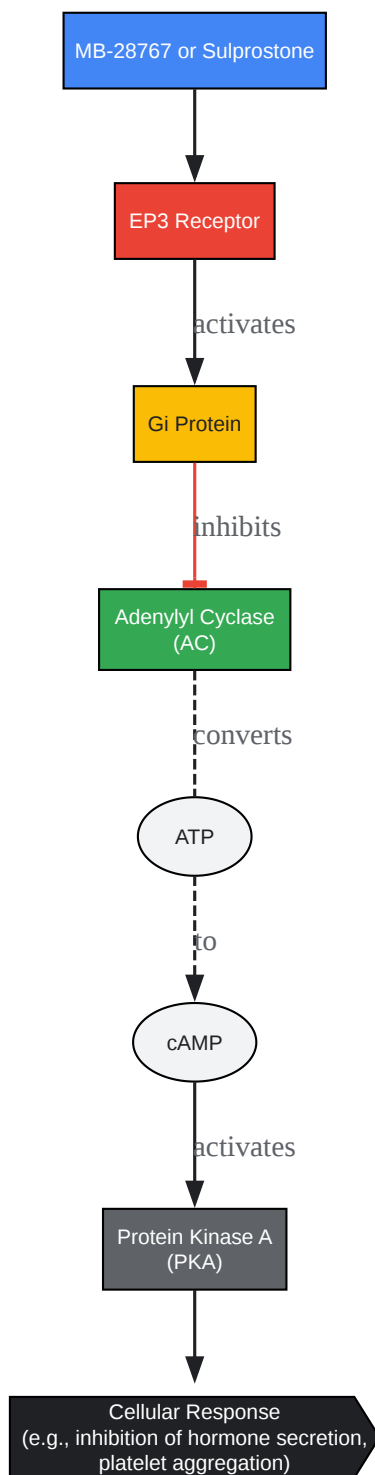 MB-28767 or Sulprostone
EP3 Receptor
activates
Gi Protein
inhibits
Adenylyl Cyclase
(AC)
converts
ATP
to
cAMP
activates
Protein Kinase A
(PKA)
Cellular Response
(e.g., inhibition of hormone secretion,
platelet aggregation)